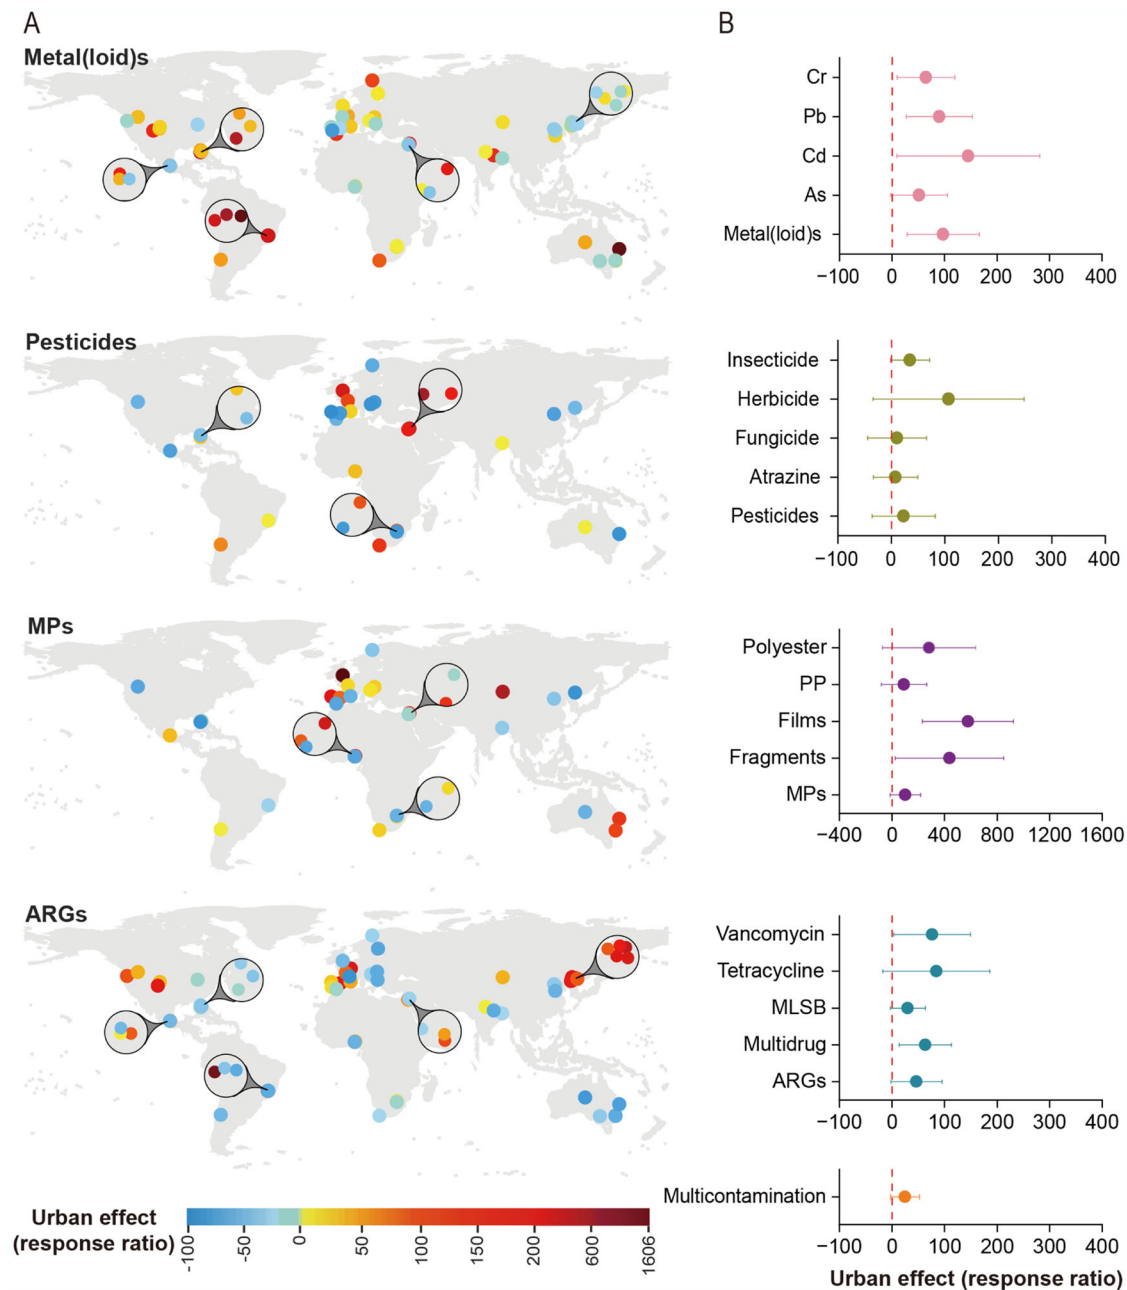 A
B
Metal(loid)s
Cr
Pb
Cd
As
Metal(loid)s
−100 0 100 200 300 400
Pesticides
Insecticide
Herbicide
Fungicide
Atrazine
Pesticides
−100 0 100 200 300 400
MPs
Polyester
PP
Films
Fragments
MPs
−400 0 400 800 1200 1600
ARGs
Vancomycin
Tetracycline
MLSB
Multidrug
ARGs
−100 0 100 200 300 400
Multicontamination
−100 0 100 200 300 400
Urban effect (response ratio)
Urban effect
(response ratio)
-100 -50 0 50 100 150 200 600 1606